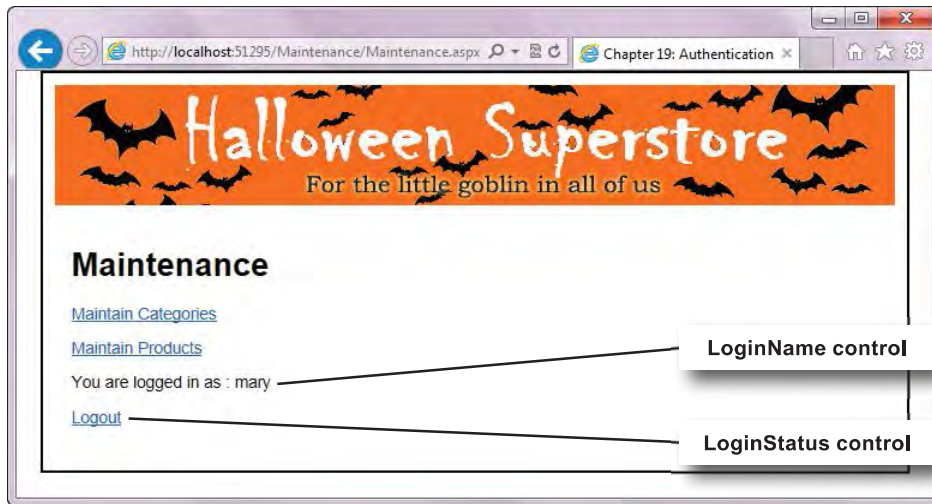 http://localhost:51295/Maintenance/Maintenance.aspx
Chapter 19: Authentication
Halloween Superstore
For the little goblin in all of us
Maintenance
Maintain Categories
Maintain Products
LoginName control
You are logged in as : mary
Logout
LoginStatus control